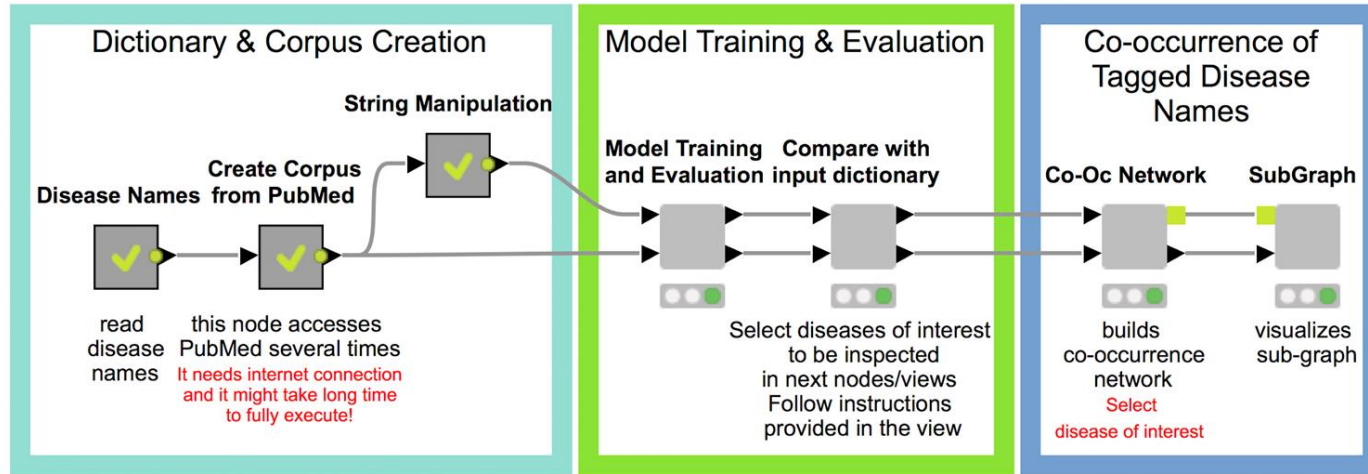 Dictionary & Corpus Creation
String Manipulation
Create Corpus
from PubMed
Disease Names
read
disease
names
this node accesses
PubMed several times
It needs internet connection
and it might take long time
to fully execute!
Model Training & Evaluation
Model Training
and Evaluation
Compare with
input dictionary
Select diseases of interest
to be inspected
in next nodes/views
Follow instructions
provided in the view
Co-occurrence of
Tagged Disease
Names
Co-Oc Network
builds
co-occurrence
network
Select
disease of interest
SubGraph
visualizes
sub-graph